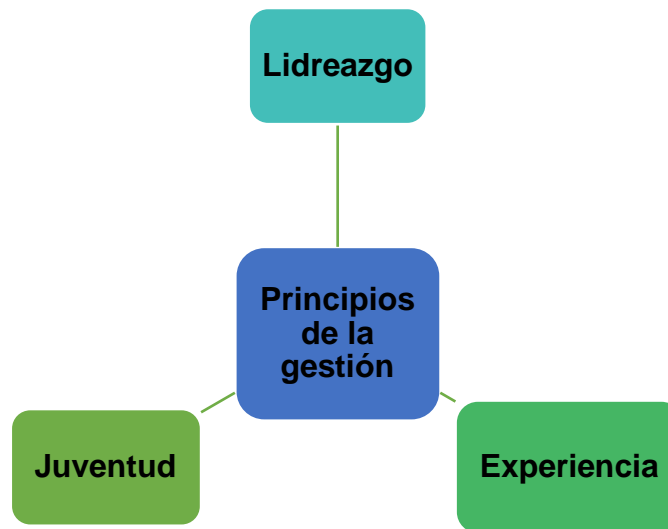 Lidreazgo
Principios
de la
gestión
Juventud
Experiencia